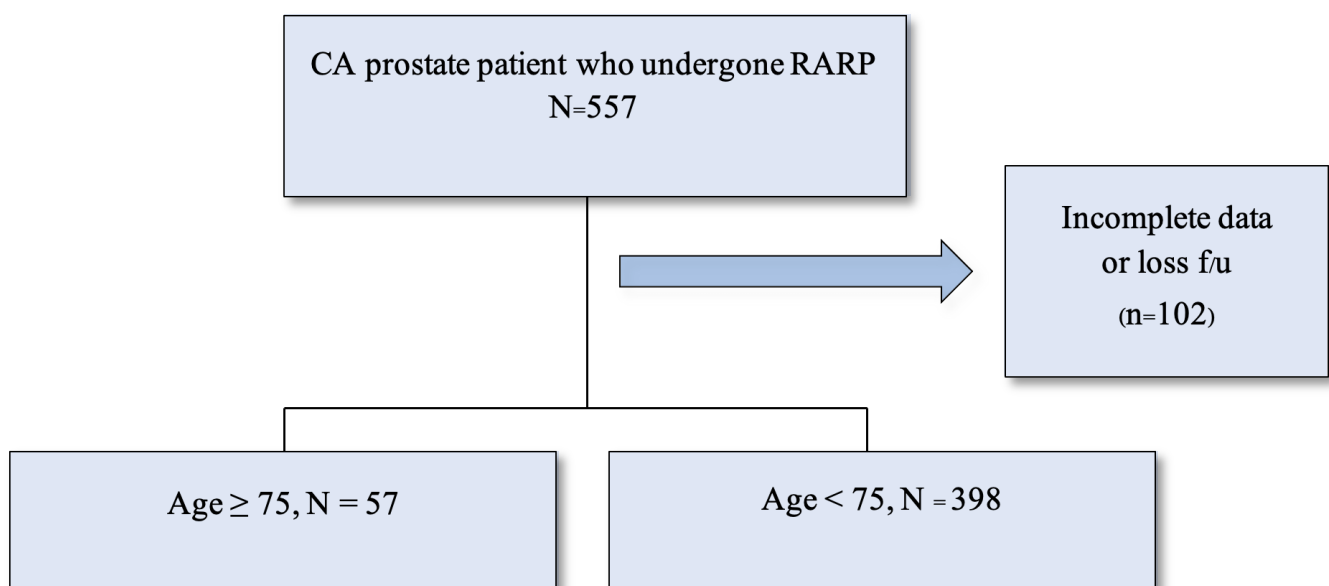 CA prostate patient who undergone RARP
N=557
Incomplete data
or loss f/u
(n=102)
Age ≥ 75, N = 57
Age < 75, N = 398